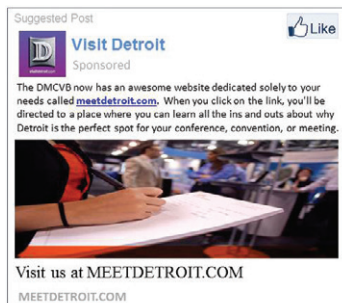 Suggested Post
Like
Visit Detroit
D
Sponsored
The DMCVB now has an awesome website dedicated solely to your
needs called meetdetroit.com. When you click on the link, you'll be
directed to a place where you can learn all the ins and outs about why
Detroit is the perfect spot for your conference, convention, or meeting.
Visit us at MEETDETROIT.COM
MEETDETROIT.COM